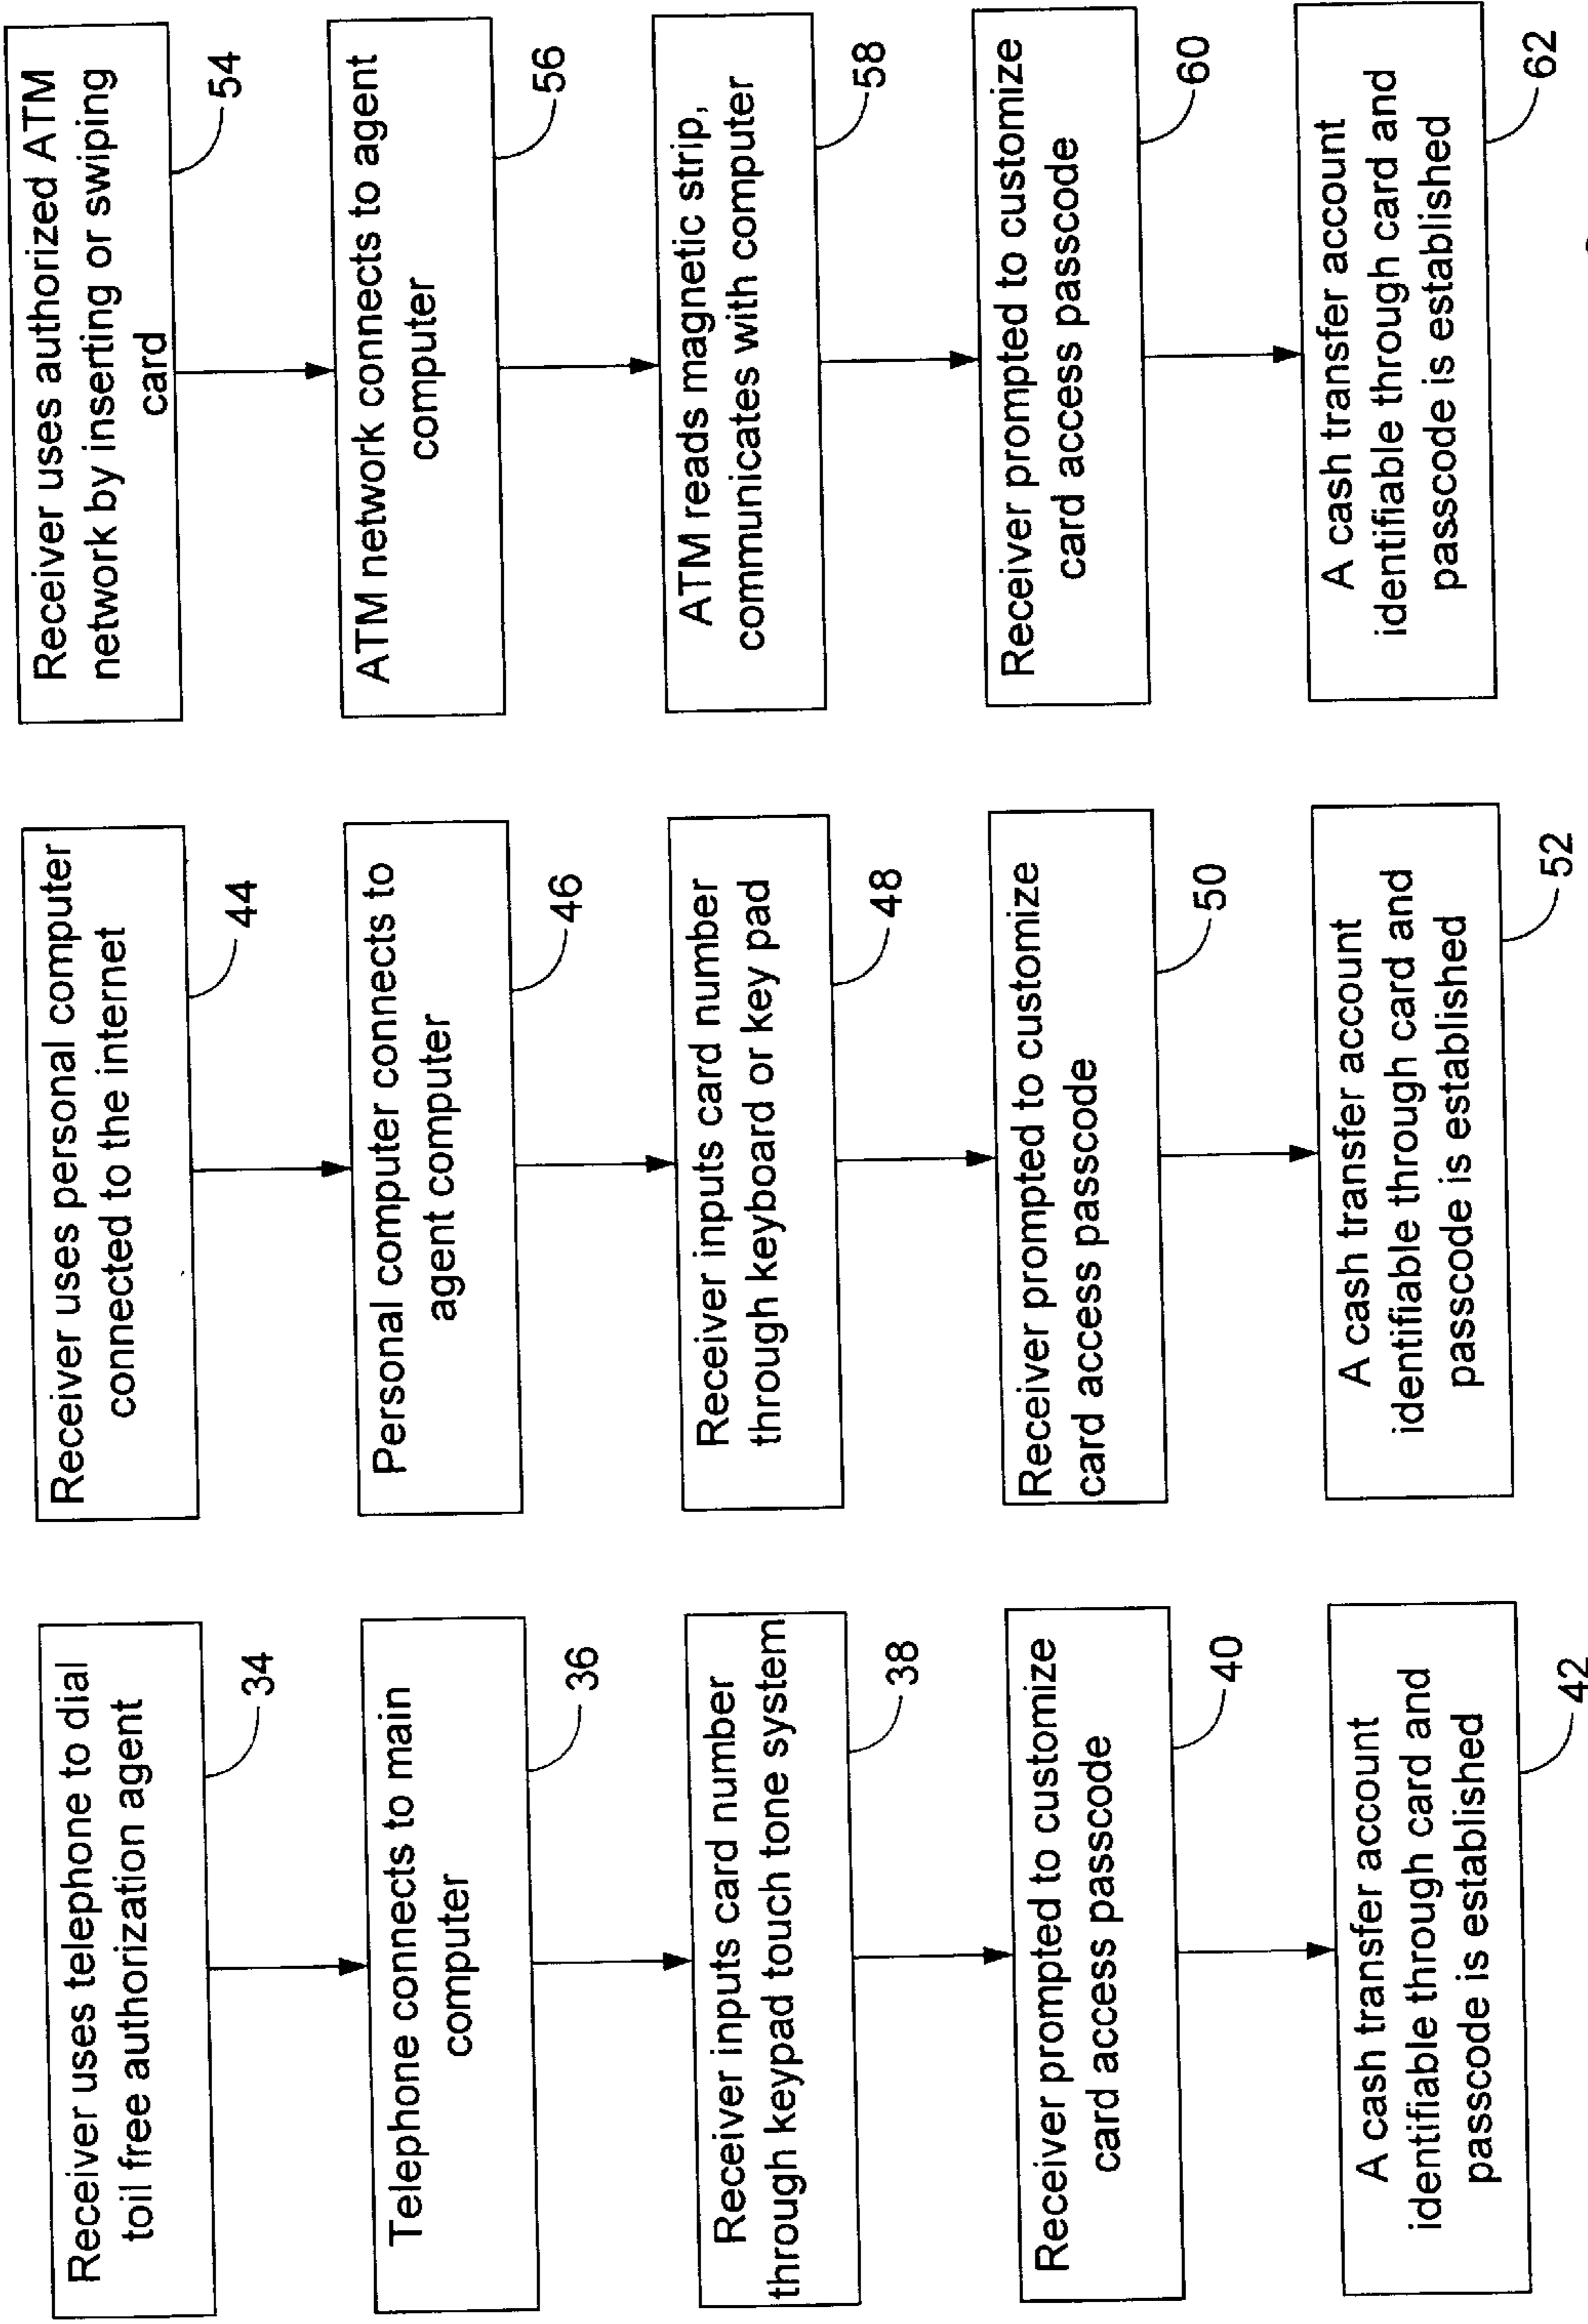 Receiver uses telephone to dial
toil free authorization agent
34
Telephone connects to main
computer
36
Receiver inputs card number
through keypad touch tone system
38
Receiver prompted to customize
card access passcode
40
A cash transfer account
identifiable through card and
passcode is established
42
Receiver uses personal computer
connected to the internet
44
Personal computer connects to
agent computer
46
Receiver inputs card number
through keyboard or key pad
48
Receiver prompted to customize
card access passcode
50
A cash transfer account
identifiable through card and
passcode is established
52
Receiver uses authorized ATM
network by inserting or swiping
card
54
ATM network connects to agent
computer
56
ATM reads magnetic strip,
communicates with computer
58
Receiver prompted to customize
card access passcode
60
A cash transfer account
identifiable through card and
passcode is established
62